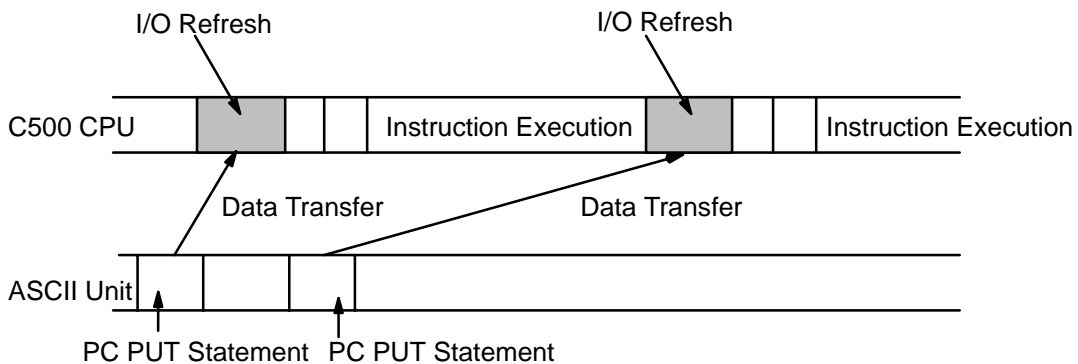 I/O Refresh
I/O Refresh
C500 CPU
Instruction Execution
Instruction Execution
Data Transfer
Data Transfer
ASCII Unit
PC PUT Statement
PC PUT Statement